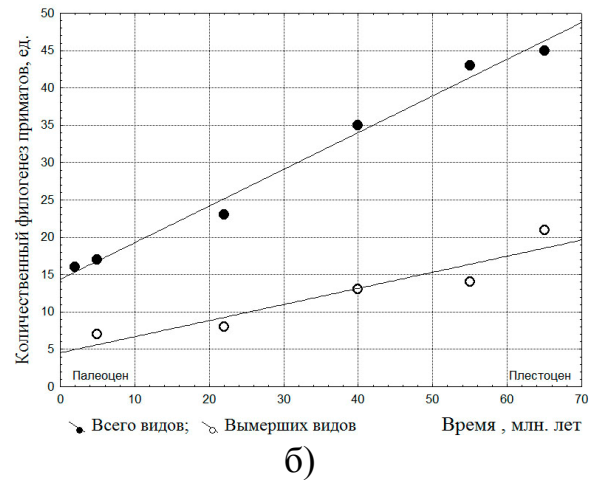 Количественный филогенез приматов, ед.
50
45
40
35
30
25
20
15
10
5
0
Палеоцен Плестоцен
0 10 20 30 40 50 60 70
Всего видов; Вымерших видов Время , млн. лет
б)